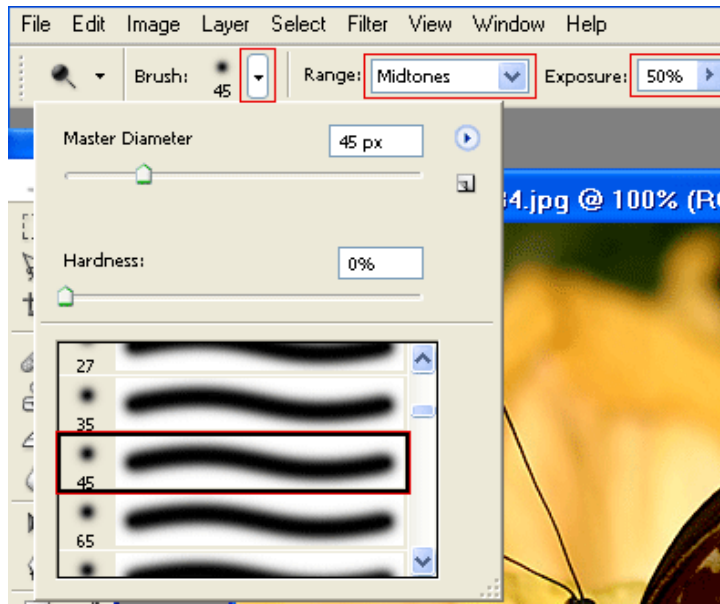 File Edit Image Layer Select Filter View Window Help
Brush: 45 Range: Midtones Exposure: 50%
Master Diameter 45 px
34.jpg @ 100% (R
Hardness: 0%
27
35
45
65